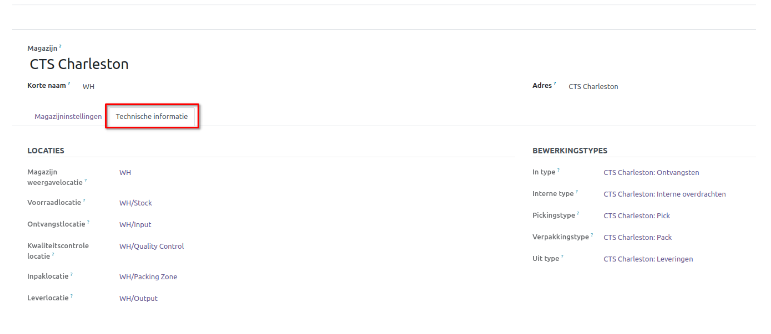 Magazijn ?
CTS Charleston
Korte naam ? WH
Adres ? CTS Charleston
Magazijninstellingen Technische informatie
LOCATIES
Magazijn
weergavelocatie ? WH
Voorraadlocatie ? WH/Stock
Ontvangstlocatie ? WH/Input
Kwaliteitscontrole
locatie ? WH/Quality Control
Inpaklocatie ? WH/Packing Zone
Leverlocatie ? WH/Output
BEWERKINGSTYPES
In type ? CTS Charleston: Ontvangsten
Interne type ? CTS Charleston: Interne overdrachten
Pickingstype ? CTS Charleston: Pick
Verpakkingstype ? CTS Charleston: Pack
Uit type ? CTS Charleston: Leveringen